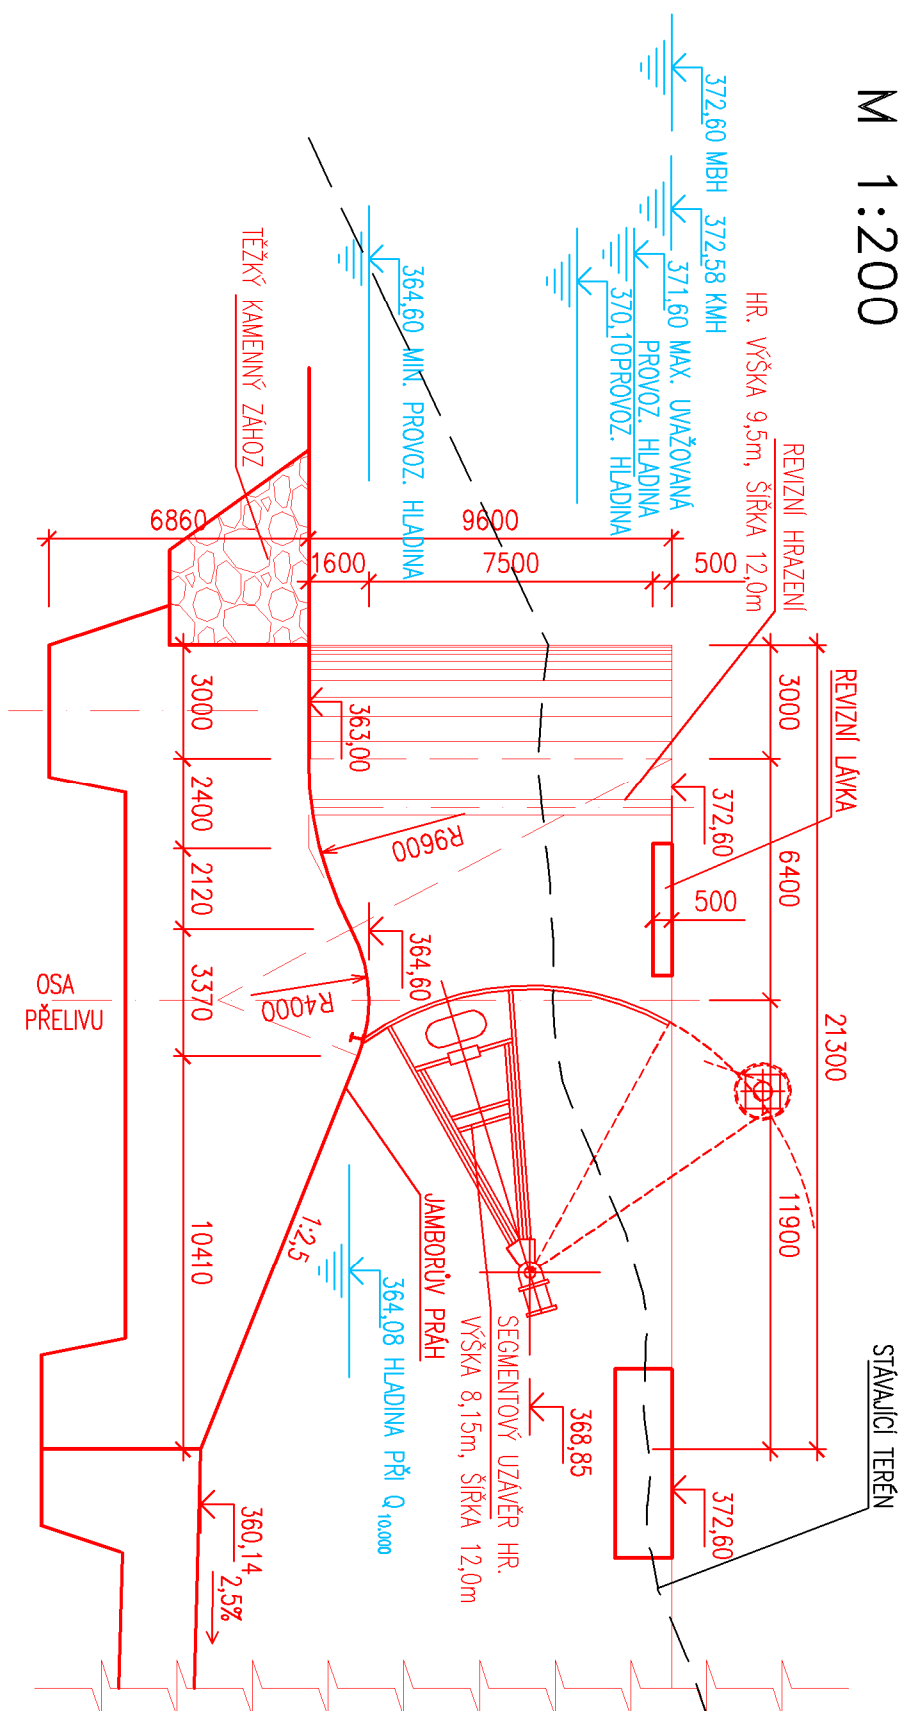 M 1:200
372,60 MBH
372,58 KMH
371,60 MAX. UVAŽOVANÁ
PROVOZ. HLADINA
370,10PROVOZ. HLADINA
364,60 MIN. PROVOZ. HLADINA
TĚŽKÝ KAMENNÝ ZÁHOZ
REVIZNÍ HRAZENÍ
HR. VÝŠKA 9,5m, ŠÍŘKA 12,0m
REVIZNÍ LÁVKA
STÁVAJÍCÍ TERÉN
6860
9600
1600
7500
500
3000
6400
11900
21300
363,00
372,60
500
R9600
364,60
R4000
3000
2400
2120
3370
10410
OSA
PŘELIVU
1:2,5
JAMBORŮV PRÁH
364,08 HLADINA PŘI Q10.000
SEGMENTOVÝ UZÁVĚR HR.
VÝŠKA 8,15m, ŠÍŘKA 12,0m
368,85
372,60
360,14
2,5%